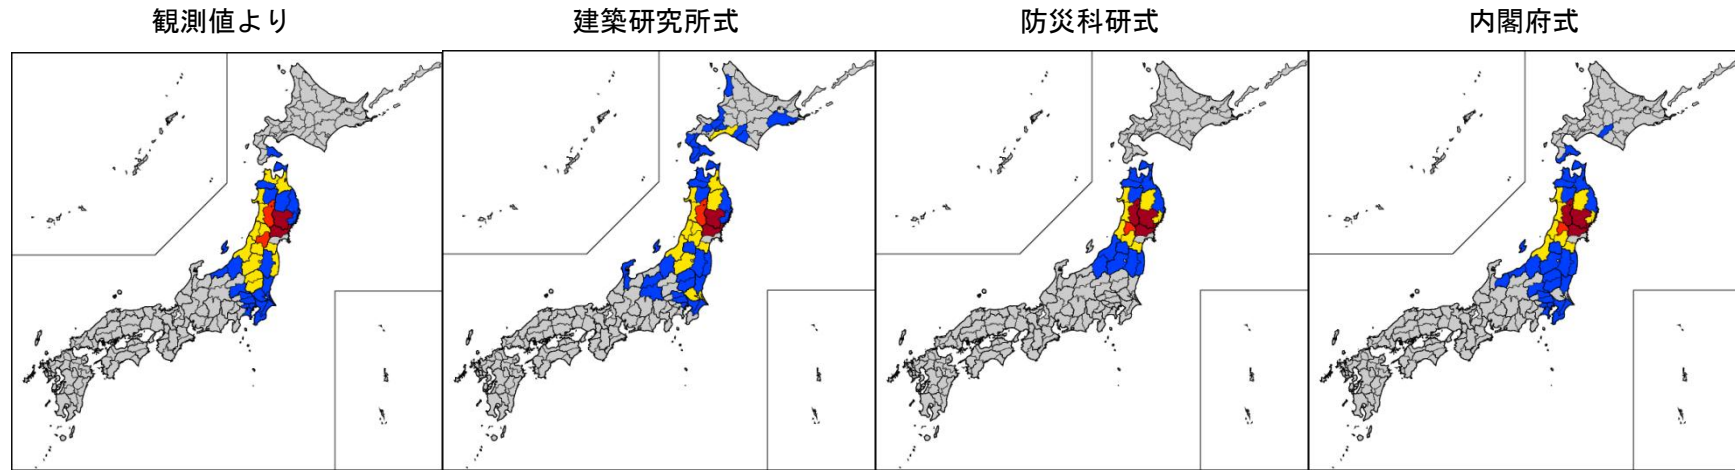 観測値より
建築研究所式
防災科研式
内閣府式